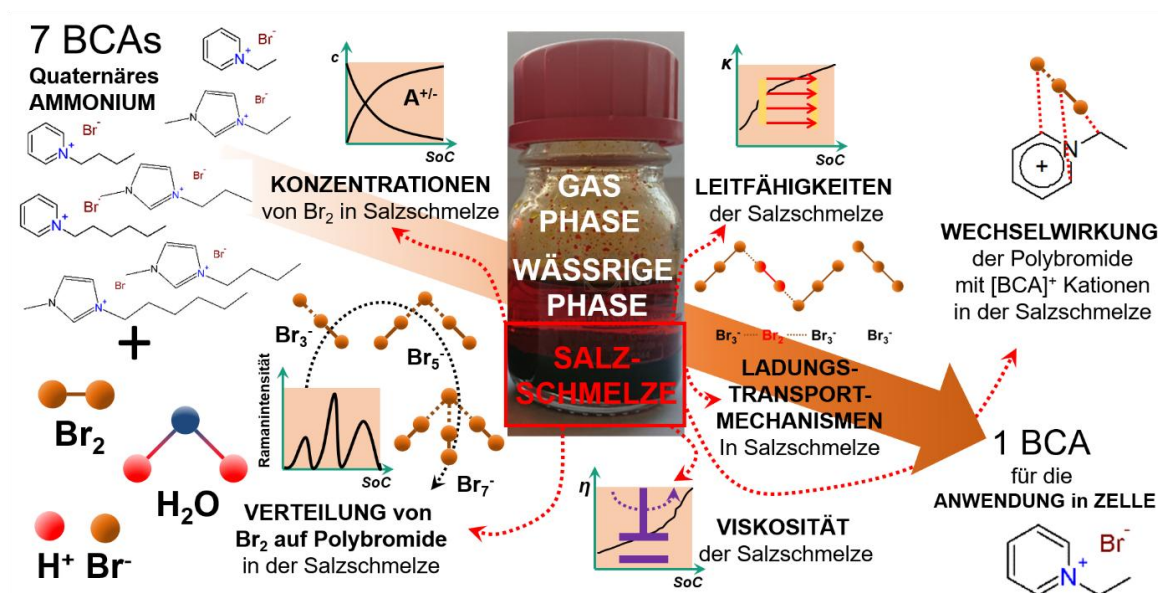 7 BCAs
Quaternäres
AMMONIUM
Br⁻
N⁺
Br⁻
N⁺
N
Br⁻
N⁺
Br⁻
N⁺
N
Br⁻
N⁺
Br⁻
N⁺
N
Br
N⁺
N
+
Br₂
H₂O
H⁺ Br⁻
c
A⁺/⁻
SoC
KONZENTRATIONEN
von Br₂ in Salzschmelze
Br₃⁻
Br₅⁻
Br₇⁻
Ramanintensität
SoC
VERTEILUNG von
Br₂ auf Polybromide
in der Salzschmelze
GAS
PHASE
WÄSSRIGE
PHASE
SALZ-
SCHMELZE
κ
SoC
LEITFÄHIGKEITEN
der Salzschmelze
Br₃⁻ Br₂ Br₃⁻ Br₃⁻
LADUNGS-
TRANSPORT-
MECHANISMEN
In Salzschmelze
η
SoC
VISKOSITÄT
der Salzschmelze
N
+
WECHSELWIRKUNG
der Polybromide
mit [BCA]⁺ Kationen
in der Salzschmelze
1 BCA
für die
ANWENDUNG in ZELLE
Br⁻
N⁺